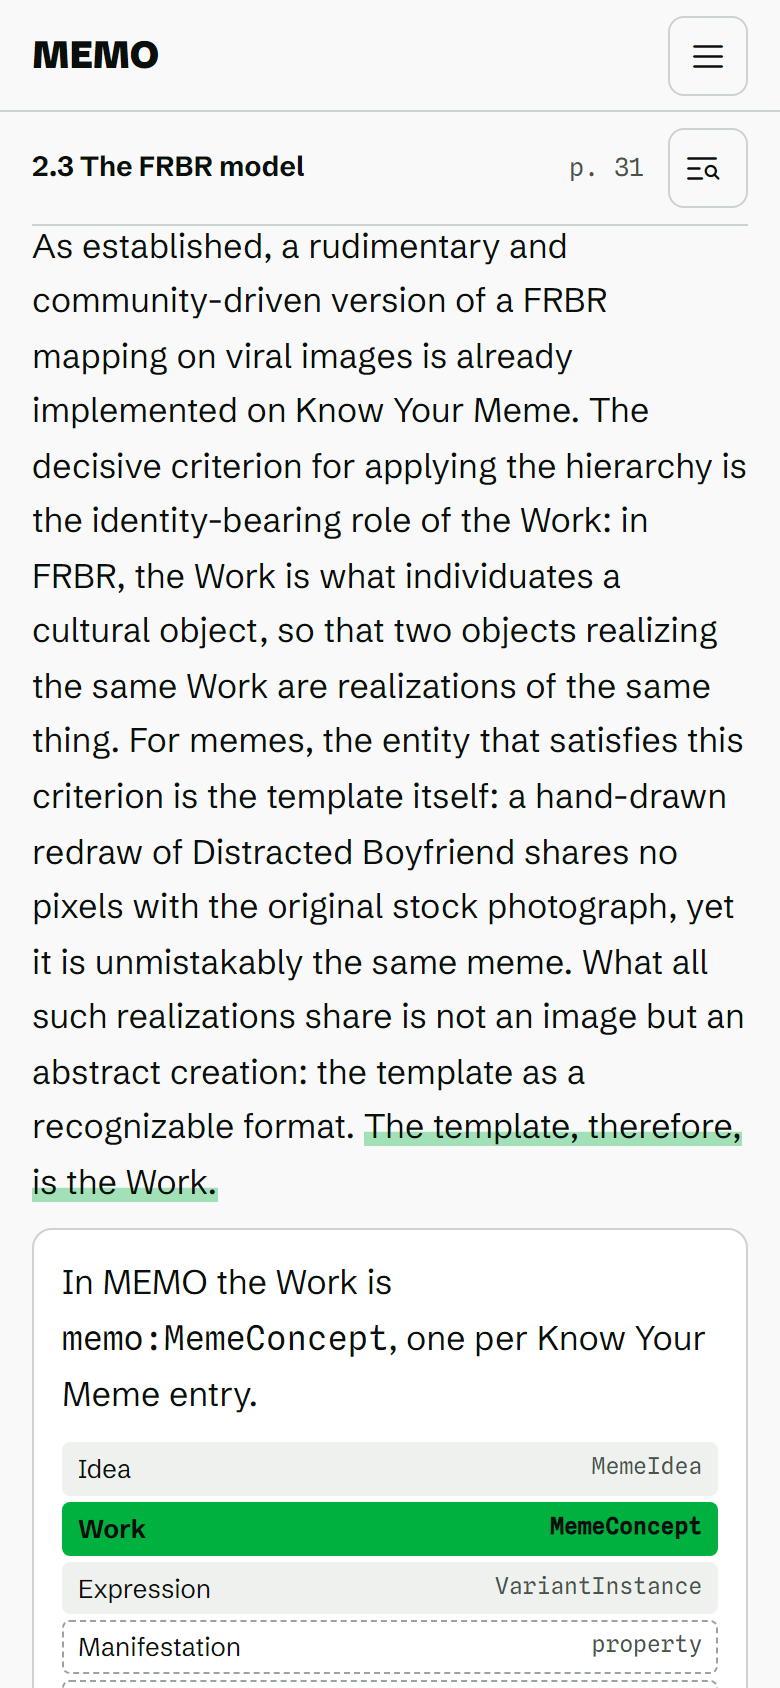 MEMO
2.3 The FRBR model p. 31
As established, a rudimentary and
community-driven version of a FRBR
mapping on viral images is already
implemented on Know Your Meme. The
decisive criterion for applying the hierarchy is
the identity-bearing role of the Work: in
FRBR, the Work is what individuates a
cultural object, so that two objects realizing
the same Work are realizations of the same
thing. For memes, the entity that satisfies this
criterion is the template itself: a hand-drawn
redraw of Distracted Boyfriend shares no
pixels with the original stock photograph, yet
it is unmistakably the same meme. What all
such realizations share is not an image but an
abstract creation: the template as a
recognizable format. The template, therefore,
is the Work.
In MEMO the Work is
memo:MemeConcept, one per Know Your
Meme entry.
Idea MemeIdea
Work MemeConcept
Expression VariantInstance
Manifestation property